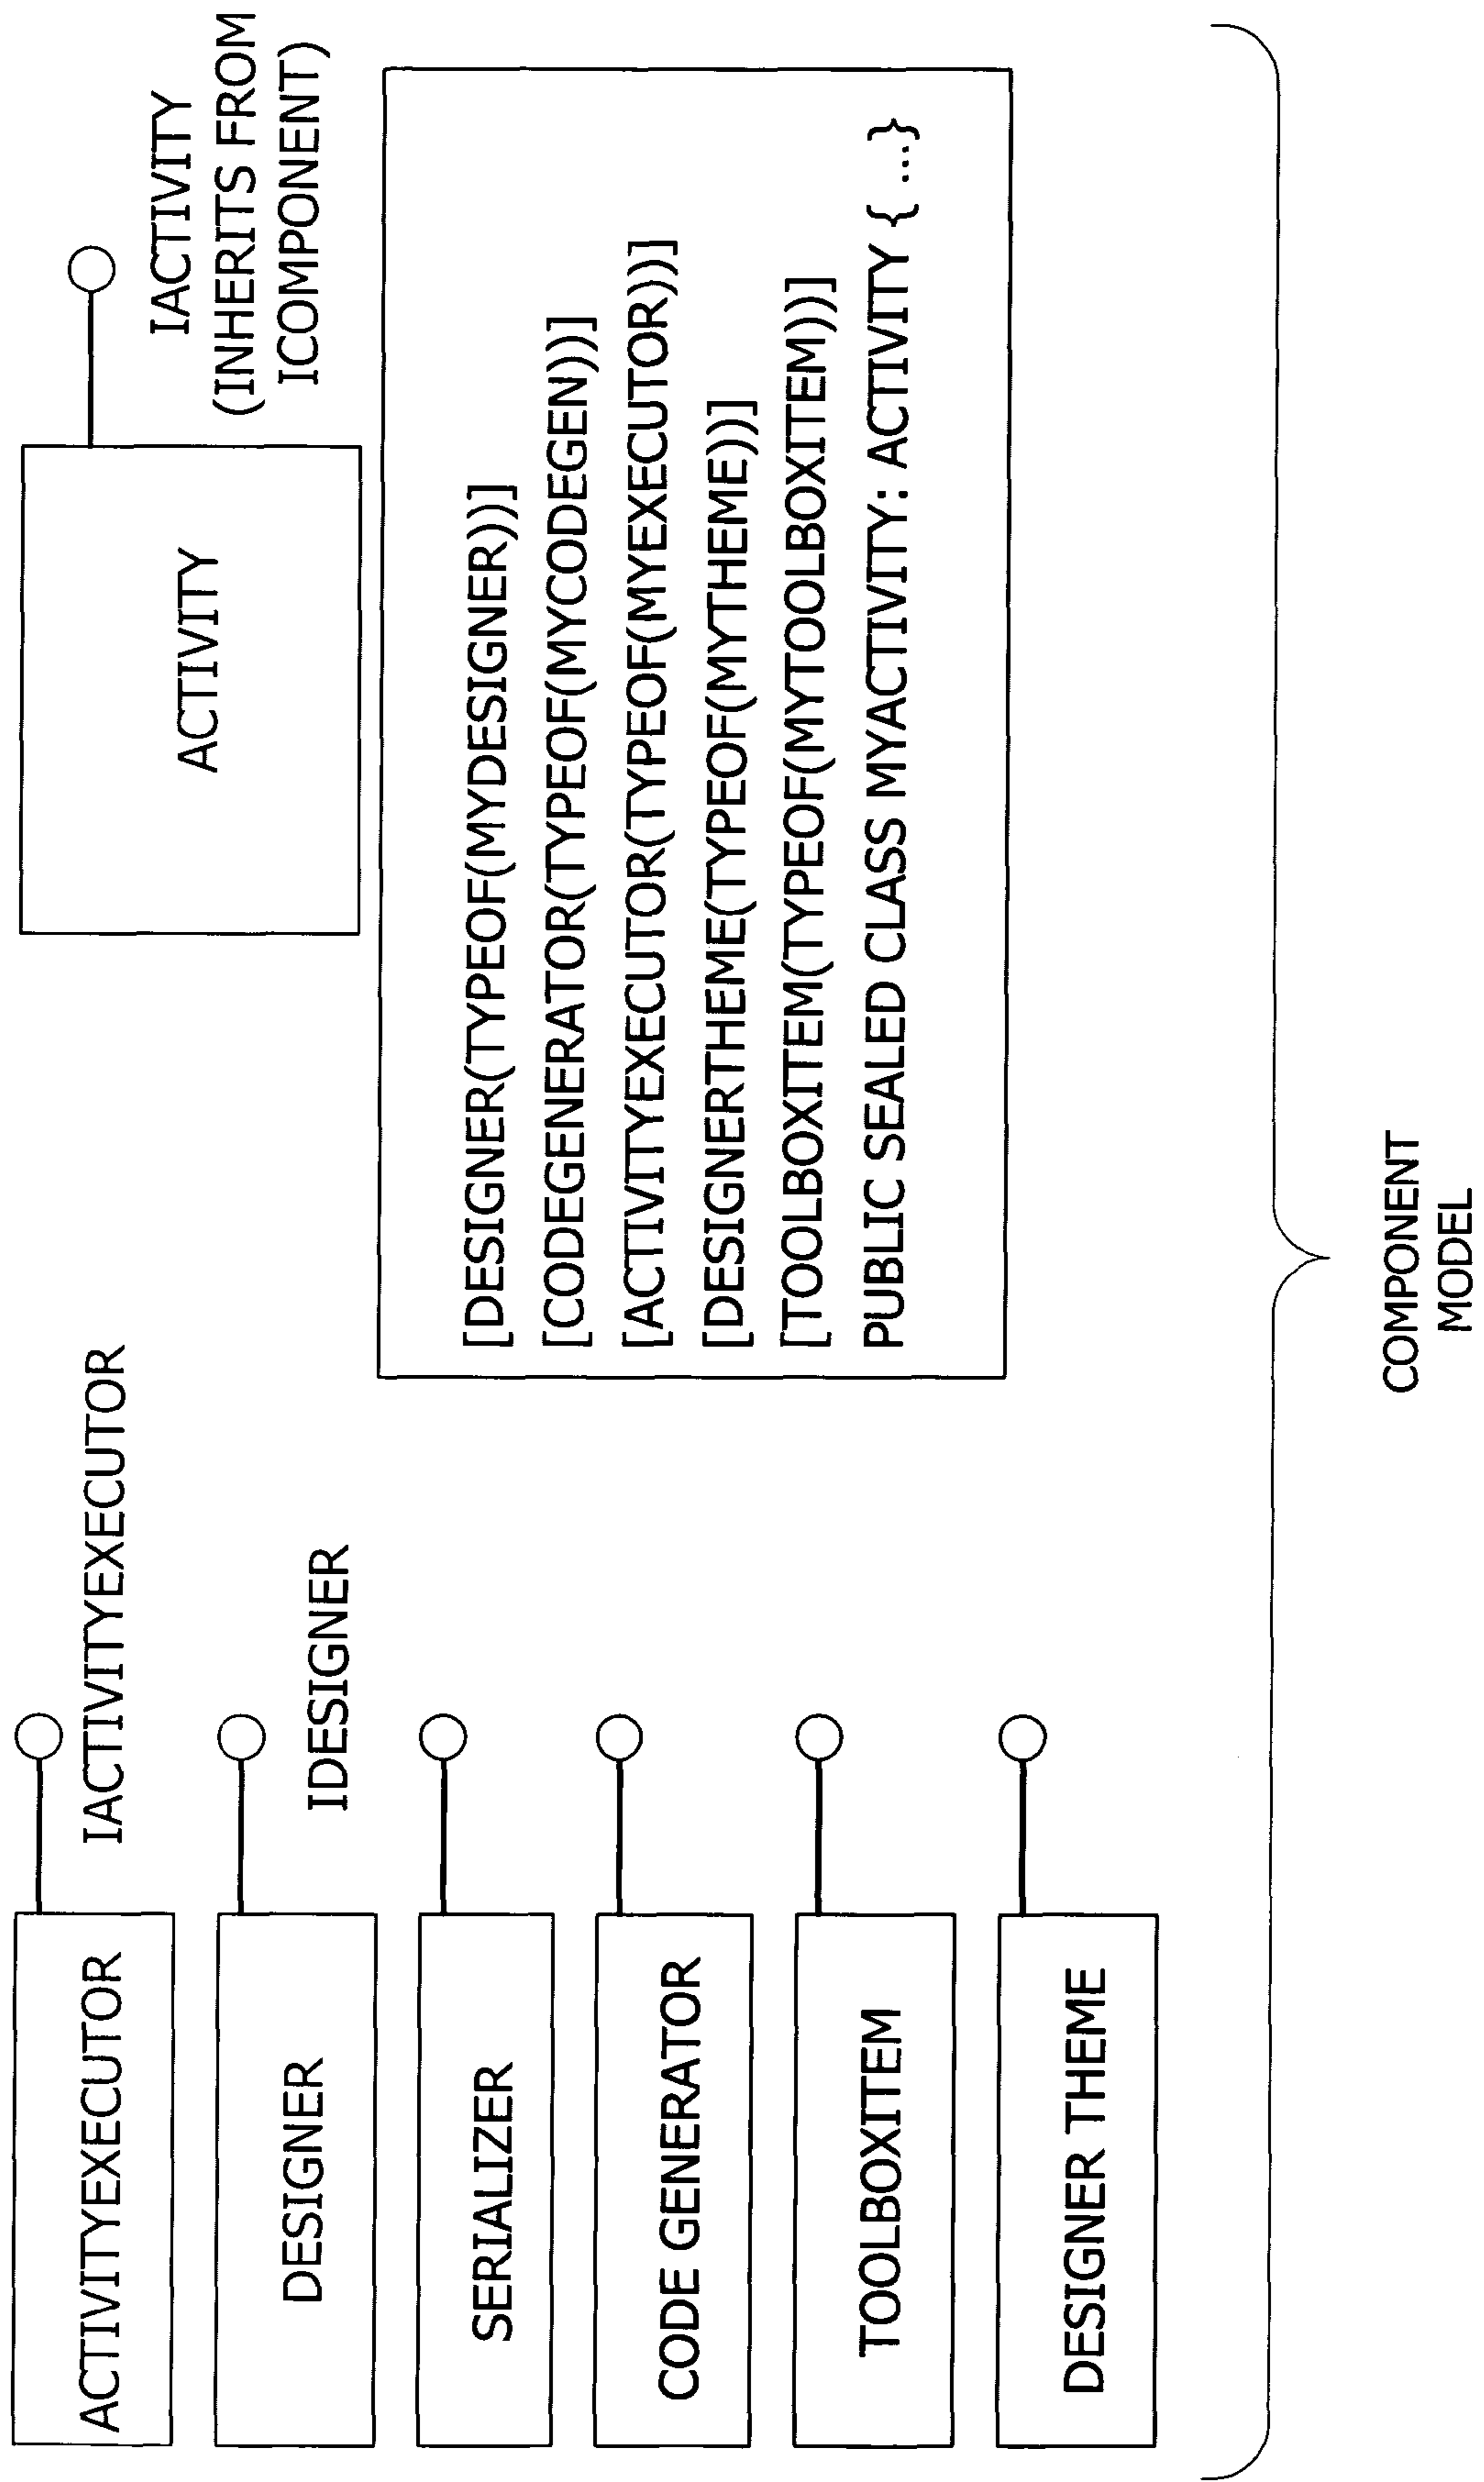 ACTIVITYEXECUTOR
IACTIVITYEXECUTOR
DESIGNER
IDESIGNER
SERIALIZER
CODE GENERATOR
TOOLBOXITEM
DESIGNER THEME
ACTIVITY
IACTIVITY
(INHERITS FROM
ICOMPONENT)
[DESIGNER(TYPEOF(MYDESIGNER))]
[CODEGENERATOR(TYPEOF(MYCODEGEN))]
[ACTIVITYEXECUTOR(TYPEOF(MYEXECUTOR))]
[DESIGNERTHEME(TYPEOF(MYTHEME))]
[TOOLBOXITEM(TYPEOF(MYTOOLBOXITEM))]
PUBLIC SEALED CLASS MYACTIVITY: ACTIVITY { ...}
COMPONENT
MODEL